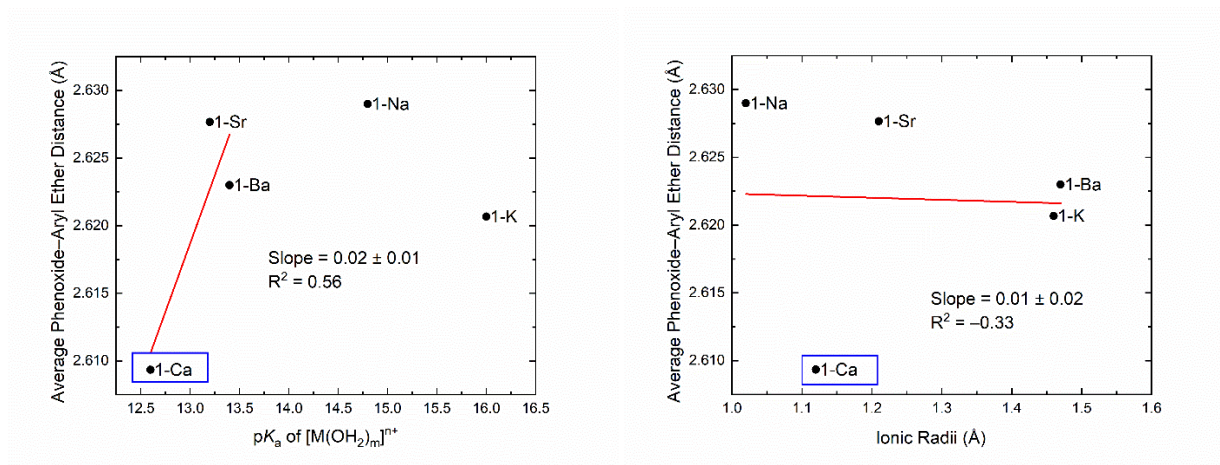 Average Phenoxide–Aryl Ether Distance (Å)
2.630
2.625
2.620
2.615
2.610
1-Na
1-Sr
1-Ba
1-K
Slope = 0.02 ± 0.01
R² = 0.56
1-Ca
12.5 13.0 13.5 14.0 14.5 15.0 15.5 16.0 16.5
pKₐ of [M(OH₂)ₘ]ⁿ⁺
Average Phenoxide–Aryl Ether Distance (Å)
2.630
2.625
2.620
2.615
2.610
1-Na
1-Sr
1-Ba
1-K
Slope = 0.01 ± 0.02
R² = –0.33
1-Ca
1.0 1.1 1.2 1.3 1.4 1.5 1.6
Ionic Radii (Å)